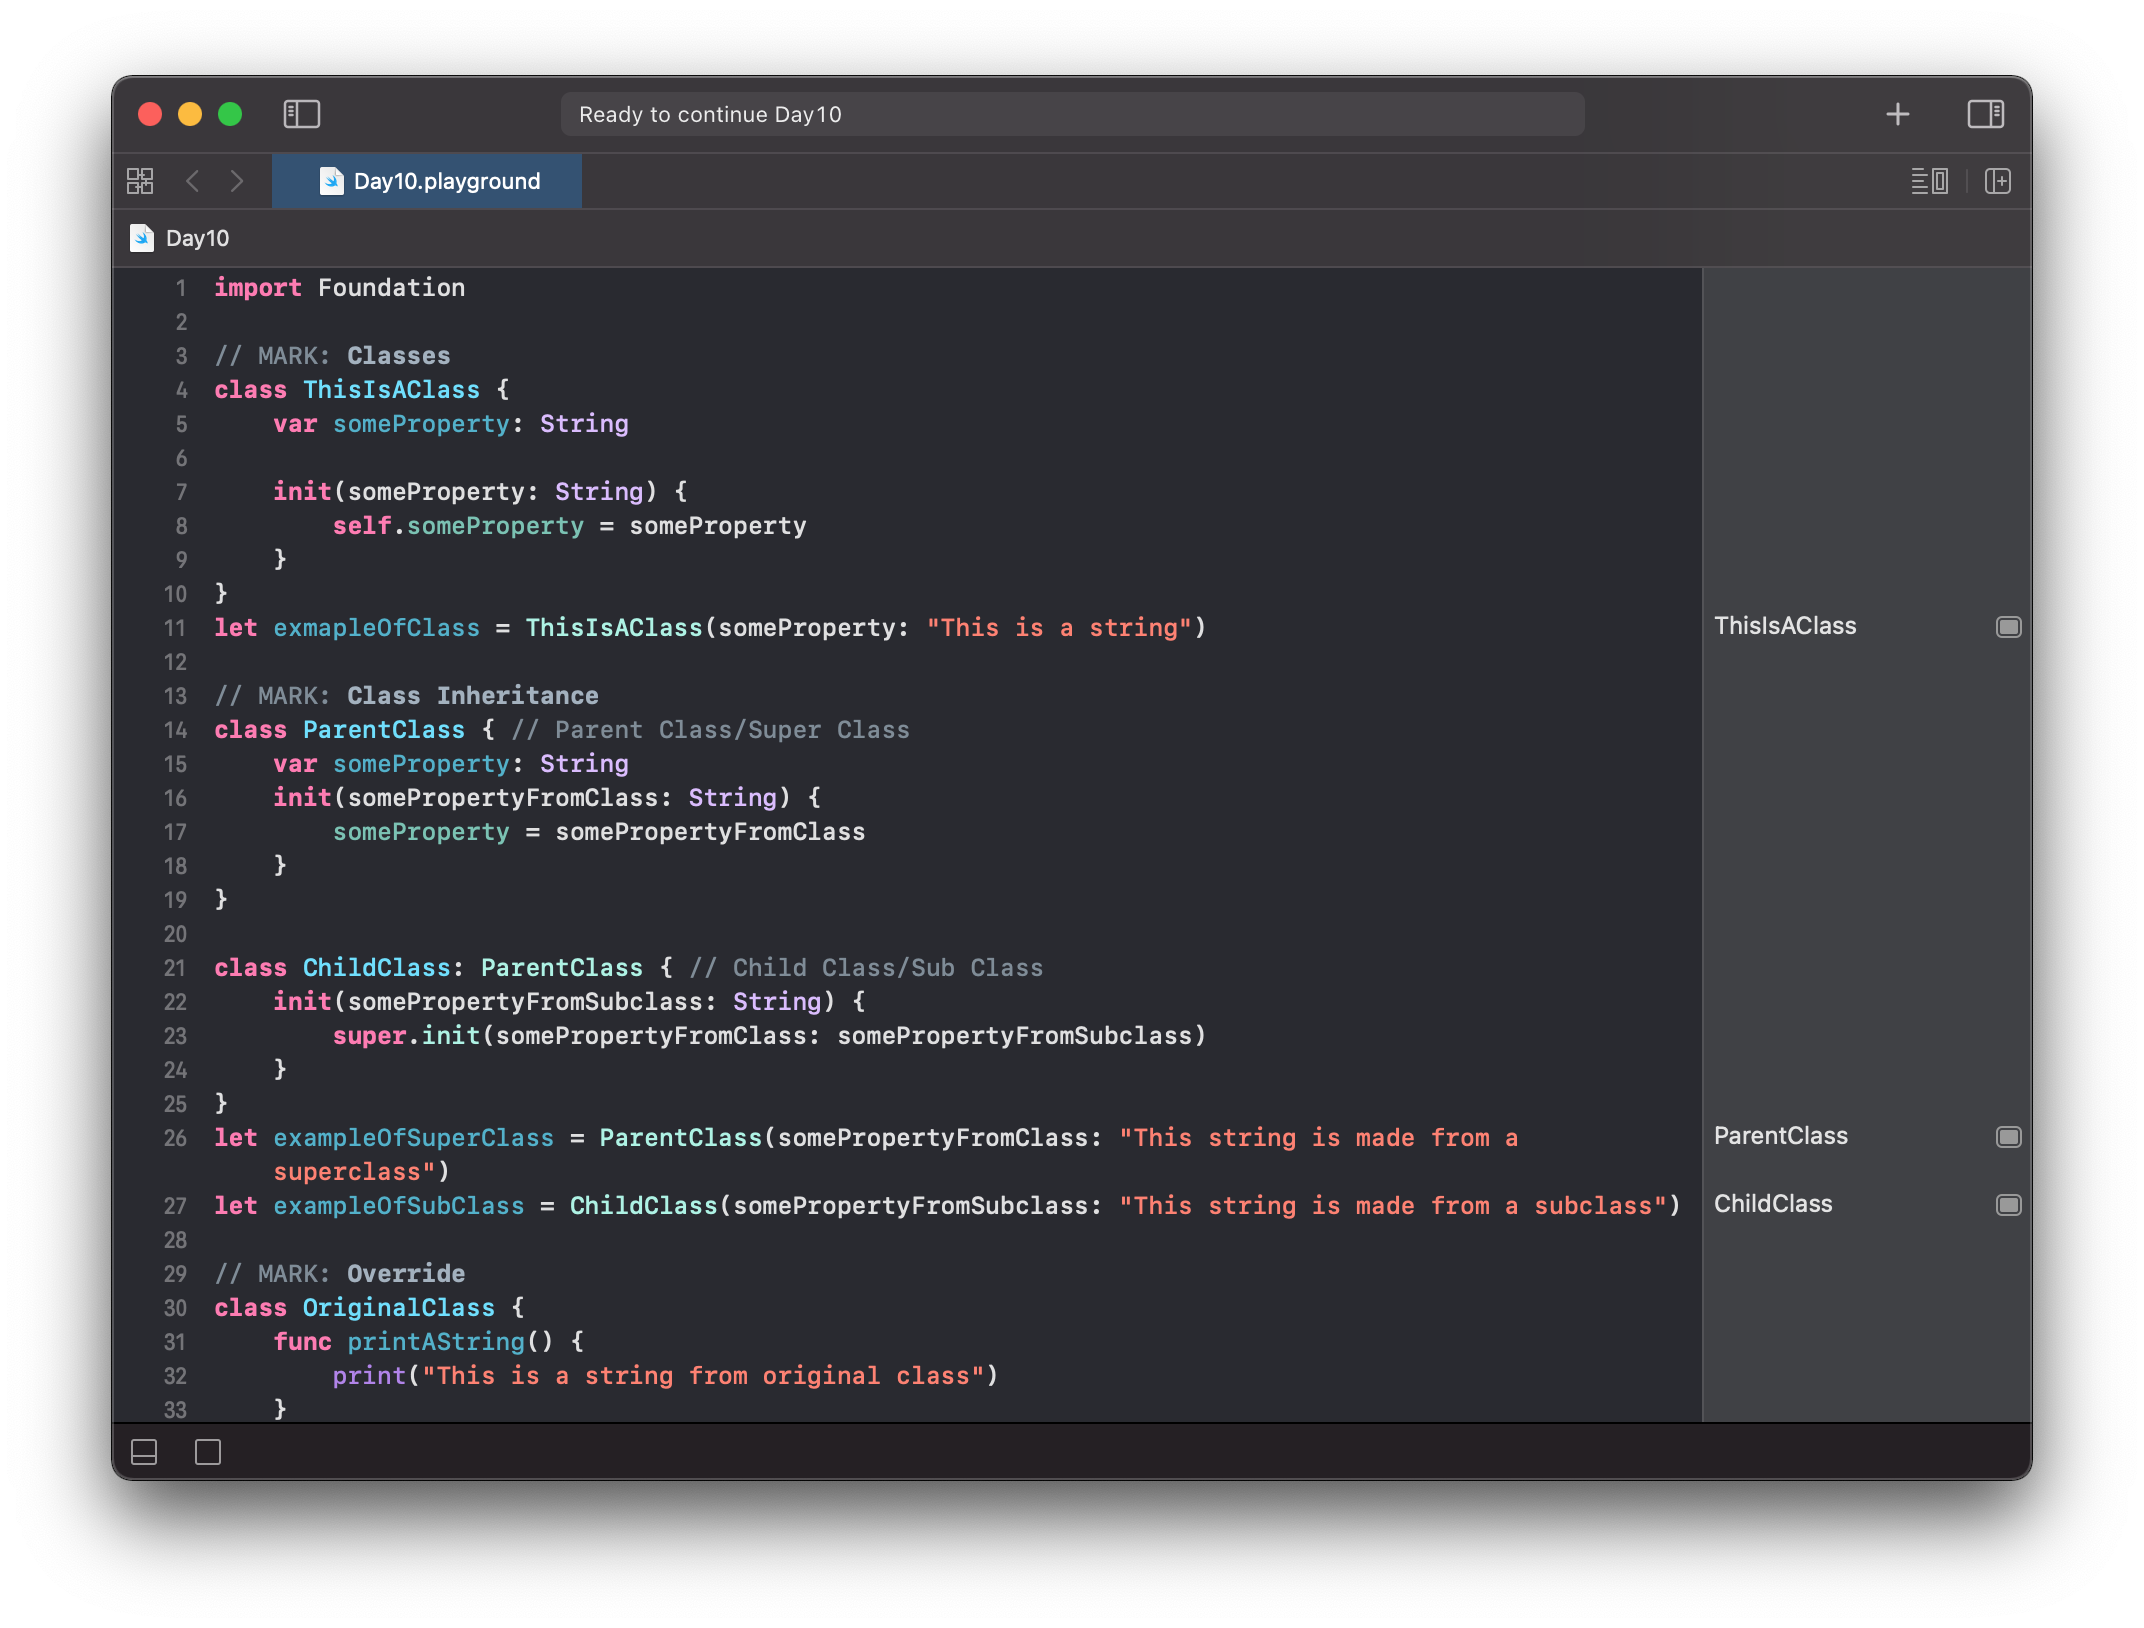 Ready to continue Day10
Day10.playground
Day10
1 import Foundation
2
3 // MARK: Classes
4 class ThisIsAClass {
5     var someProperty: String
6
7     init(someProperty: String) {
8         self.someProperty = someProperty
9     }
10 }
11 let exmapleOfClass = ThisIsAClass(someProperty: "This is a string") ThisIsAClass
12
13 // MARK: Class Inheritance
14 class ParentClass { // Parent Class/Super Class
15     var someProperty: String
16     init(somePropertyFromClass: String) {
17         someProperty = somePropertyFromClass
18     }
19 }
20
21 class ChildClass: ParentClass { // Child Class/Sub Class
22     init(somePropertyFromSubclass: String) {
23         super.init(somePropertyFromClass: somePropertyFromSubclass)
24     }
25 }
26 let exampleOfSuperClass = ParentClass(somePropertyFromClass: "This string is made from a ParentClass
superclass")
27 let exampleOfSubClass = ChildClass(somePropertyFromSubclass: "This string is made from a subclass") ChildClass
28
29 // MARK: Override
30 class OriginalClass {
31     func printAString() {
32         print("This is a string from original class")
33     }